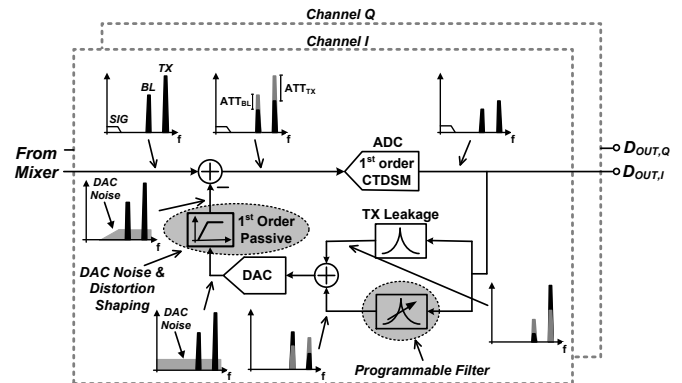 Channel Q
Channel I
TX
BL
SIG
f
ATT_BL
ATT_TX
f
f
ADC
1st order
CTDSM
From
Mixer
D_OUT,Q
D_OUT,I
DAC
Noise
f
1st Order
Passive
TX Leakage
DAC
DAC Noise &
Distortion
Shaping
DAC
Noise
f
f
f
Programmable Filter